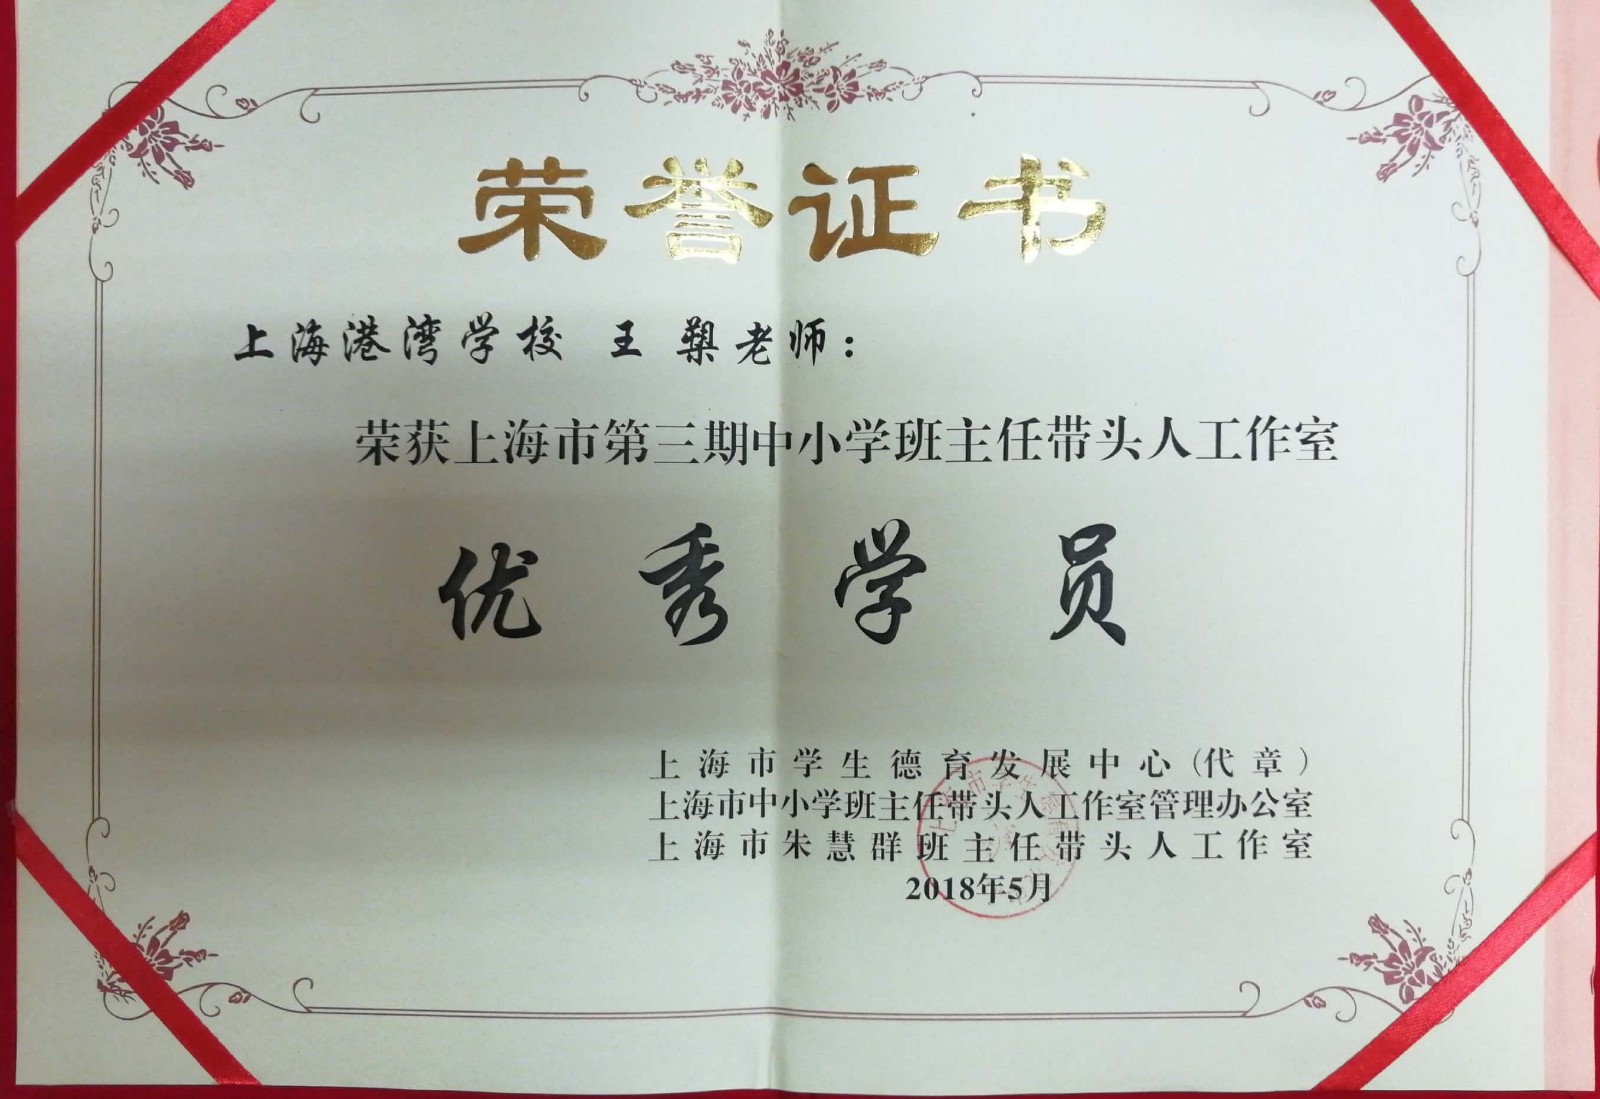 荣誉证书
上海港湾学校 王 槊老师：
荣获上海市第三期中小学班主任带头人工作室
优秀学员
上海市学生德育发展中心(代章)
上海市中小学班主任带头人工作室管理办公室
上海市朱慧群班主任带头人工作室
2018年5月